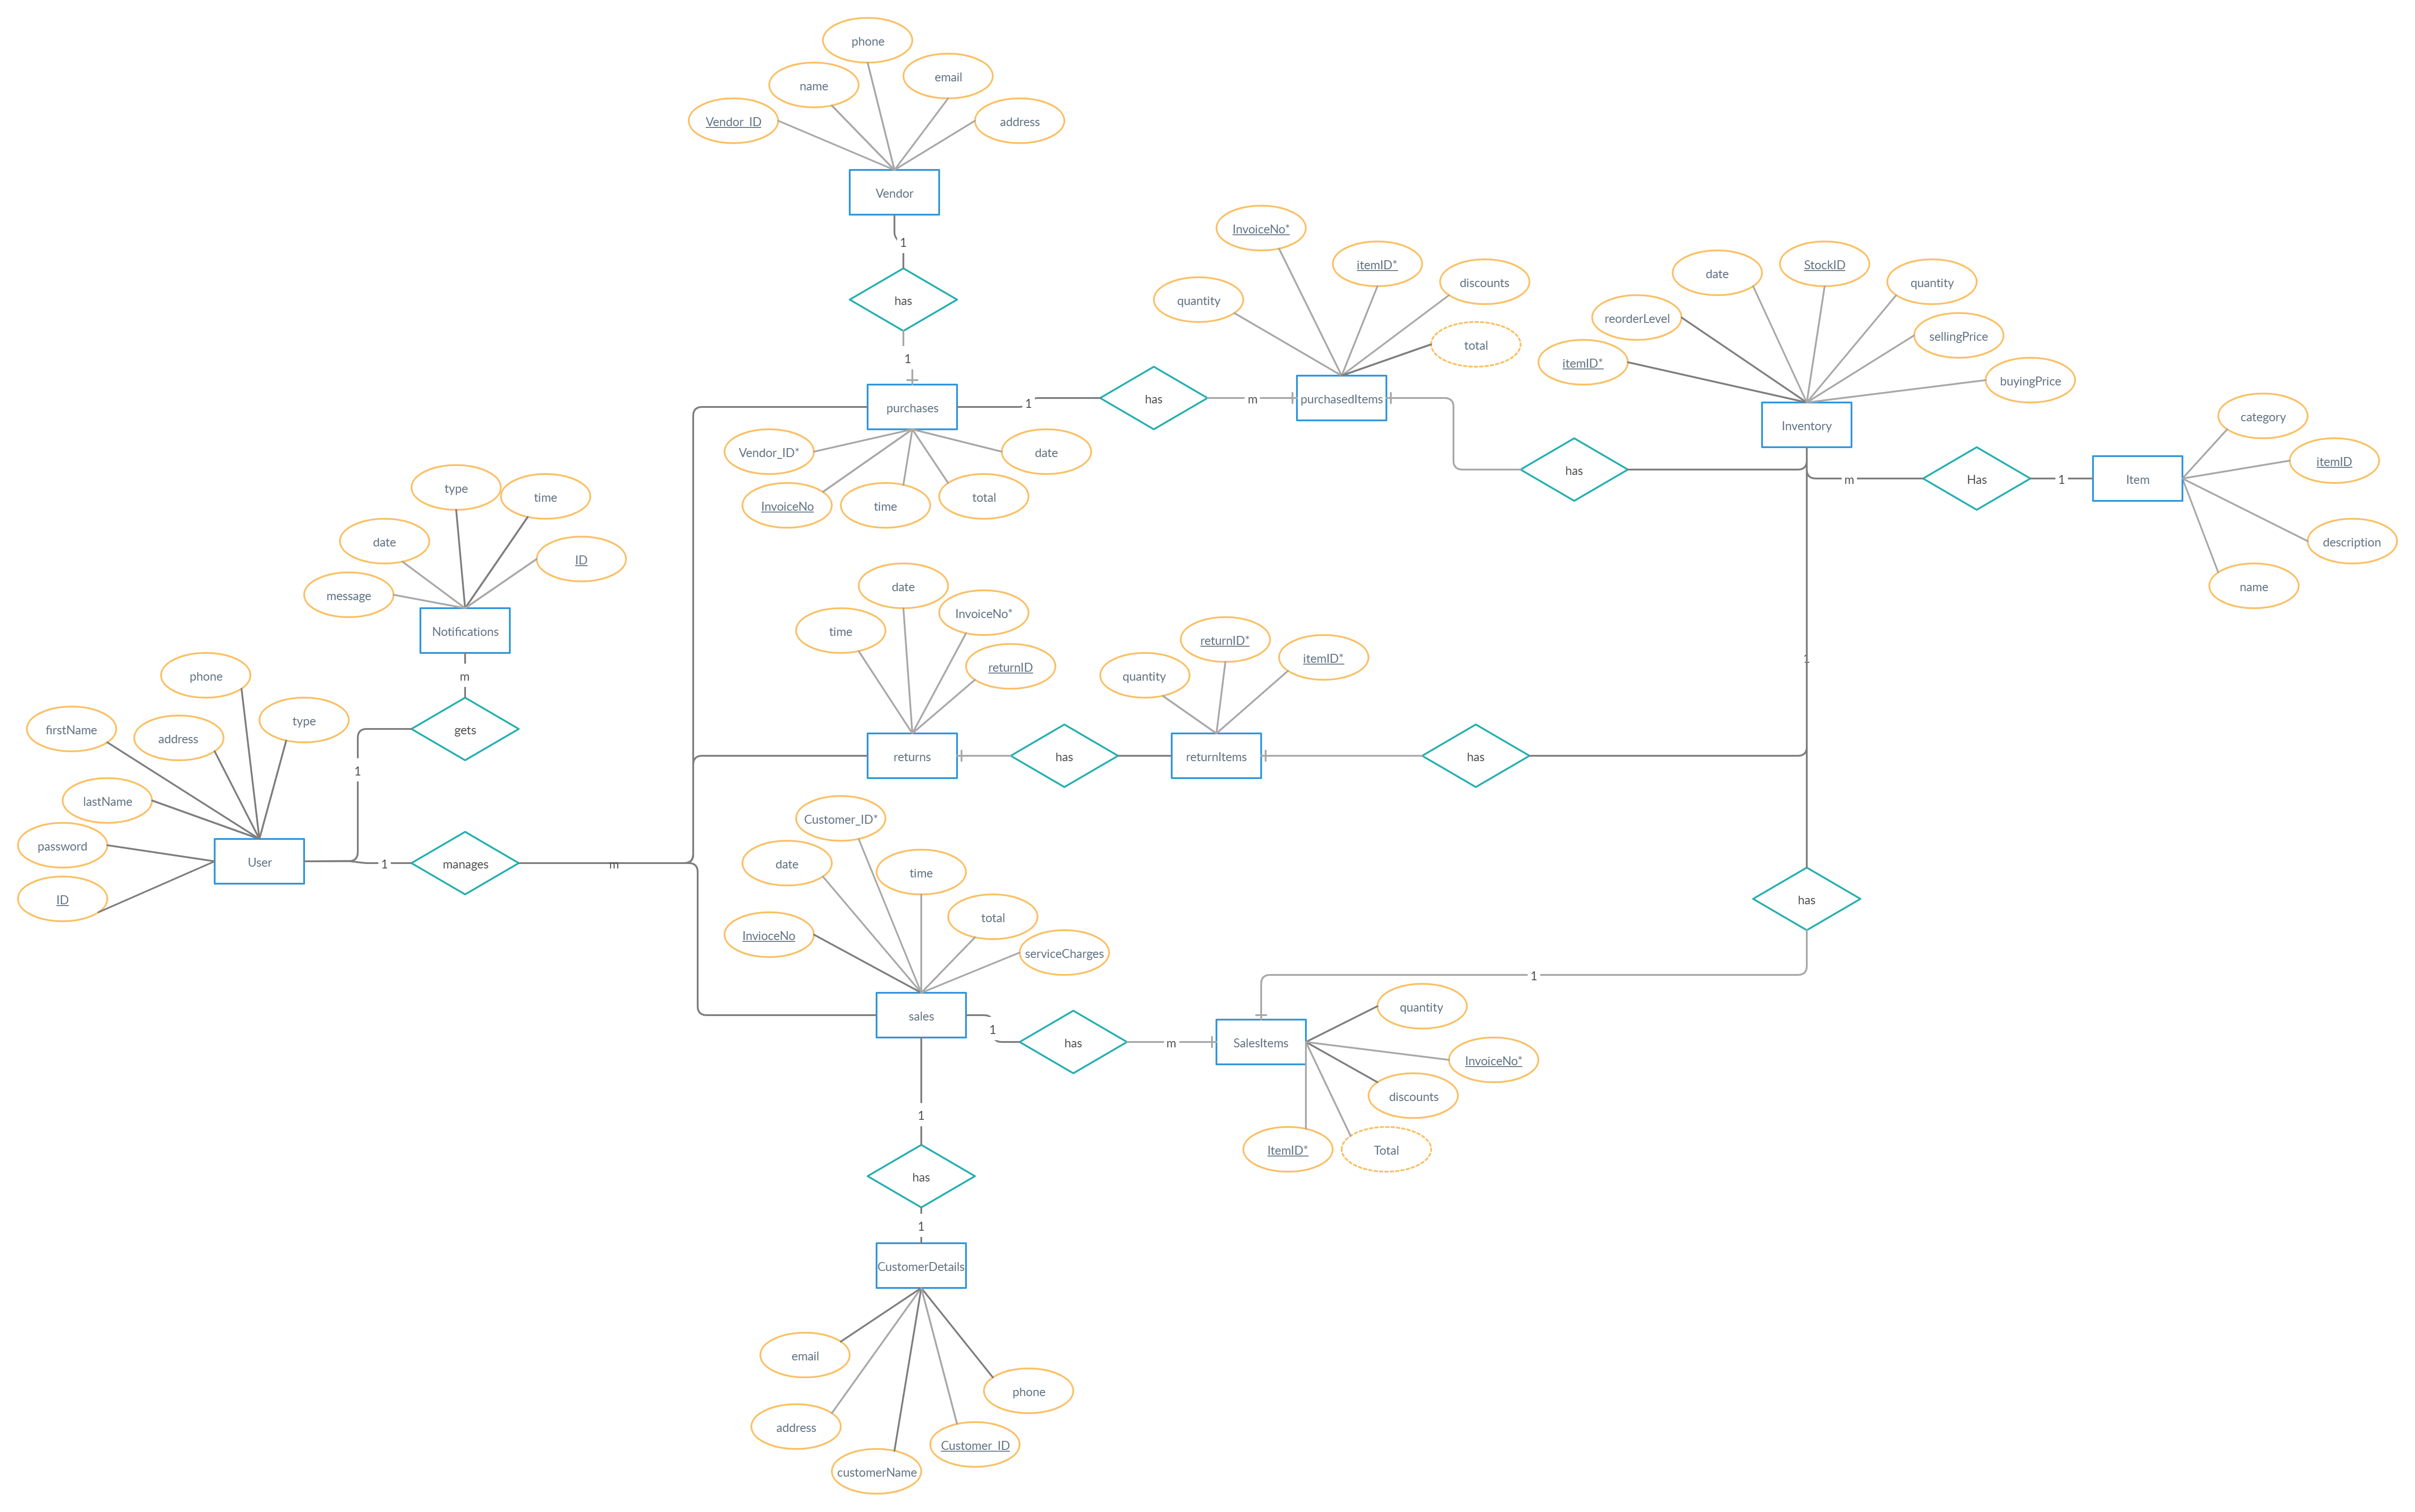 phone
name
email
Vendor_ID
address
Vendor
1
has
1
purchases
Vendor_ID*
date
InvoiceNo
time
total
1
has
m
InvoiceNo*
itemID*
quantity
discounts
total
purchasedItems
has
date
StockID
quantity
reorderLevel
sellingPrice
itemID*
buyingPrice
Inventory
m
Has
1
Item
category
itemID
description
name
type
time
date
ID
message
Notifications
m
gets
1
phone
firstName
address
type
lastName
password
ID
User
1
manages
m
date
time
InvoiceNo*
returnID
returns
has
returnID*
itemID*
quantity
returnItems
has
1
has
1
Customer_ID*
date
time
total
InvioceNo
serviceCharges
sales
1
has
m
SalesItems
quantity
InvoiceNo*
discounts
ItemID*
Total
1
has
1
CustomerDetails
email
phone
address
Customer_ID
customerName